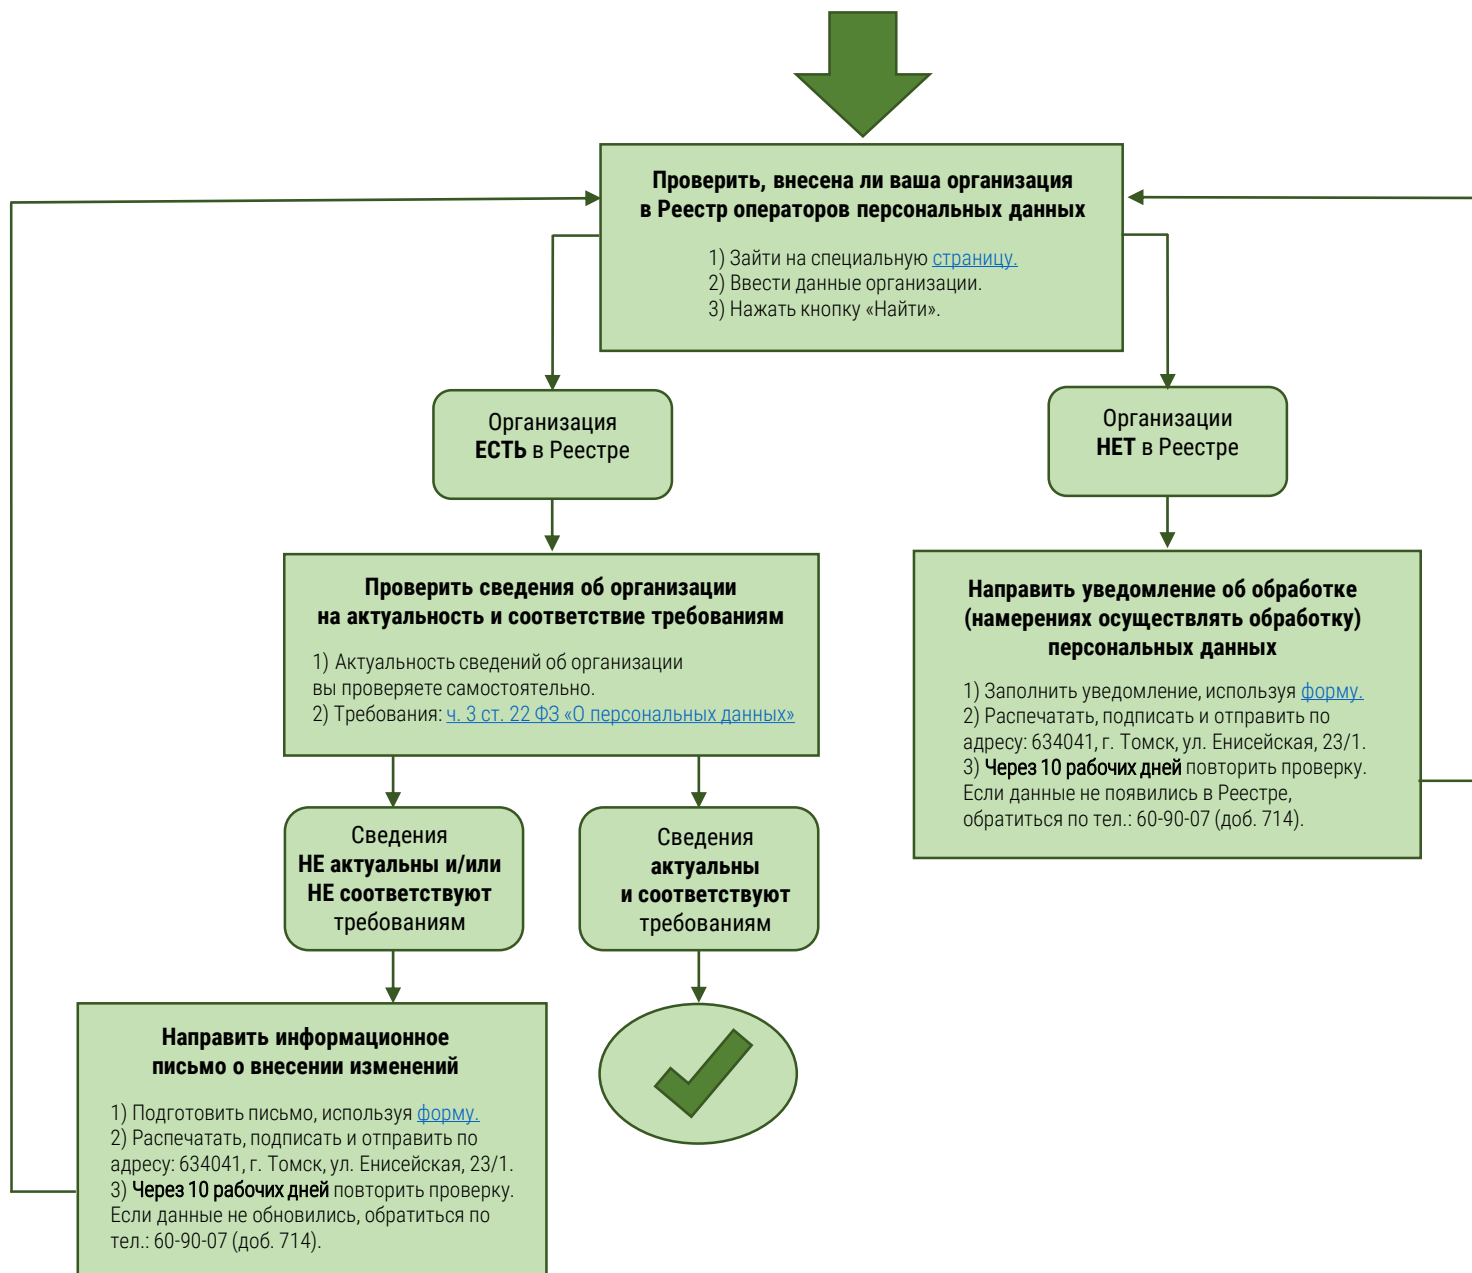 Проверить, внесена ли ваша организация
в Реестр операторов персональных данных
1) Зайти на специальную страницу.
2) Ввести данные организации.
3) Нажать кнопку «Найти».
Организация
ЕСТЬ в Реестре
Организации
НЕТ в Реестре
Проверить сведения об организации
на актуальность и соответствие требованиям
1) Актуальность сведений об организации
вы проверяете самостоятельно.
2) Требования: ч. 3 ст. 22 ФЗ «О персональных данных»
Направить уведомление об обработке
(намерениях осуществлять обработку)
персональных данных
1) Заполнить уведомление, используя форму.
2) Распечатать, подписать и отправить по
адресу: 634041, г. Томск, ул. Енисейская, 23/1.
3) Через 10 рабочих дней повторить проверку.
Если данные не появились в Реестре,
обратиться по тел.: 60-90-07 (доб. 714).
Сведения
НЕ актуальны и/или
НЕ соответствуют
требованиям
Сведения
актуальны
и соответствуют
требованиям
Направить информационное
письмо о внесении изменений
1) Подготовить письмо, используя форму.
2) Распечатать, подписать и отправить по
адресу: 634041, г. Томск, ул. Енисейская, 23/1.
3) Через 10 рабочих дней повторить проверку.
Если данные не обновились, обратиться по
тел.: 60-90-07 (доб. 714).